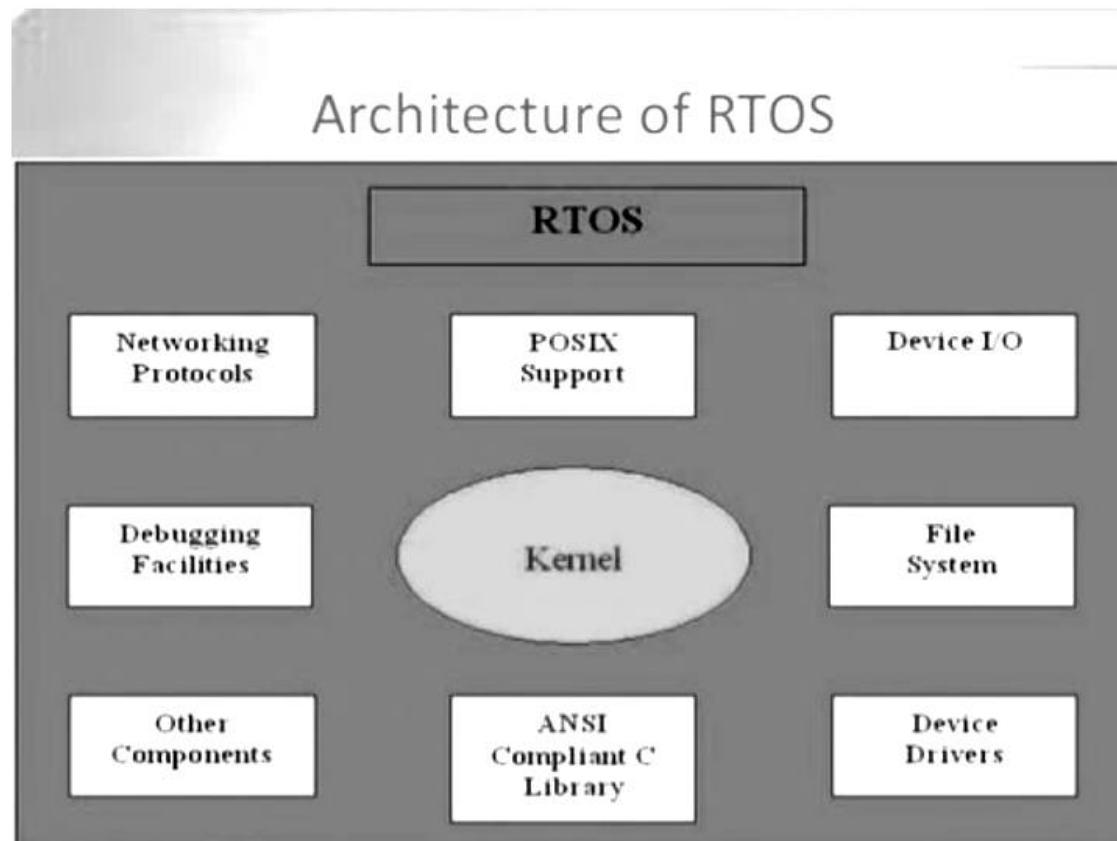 Architecture of RTOS
RTOS
Networking
Protocols
POSIX
Support
Device I/O
Debugging
Facilities
Kernel
File
System
Other
Components
ANSI
Compliant C
Library
Device
Drivers